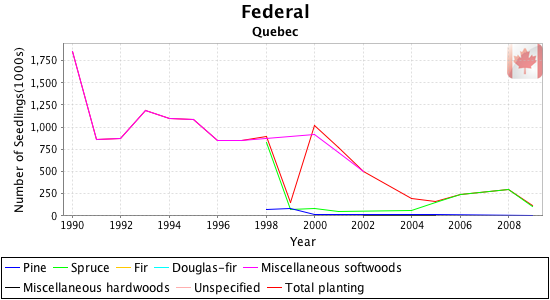 Federal
Quebec
Number of Seedlings(1000s)
1,750
1,500
1,250
1,000
750
500
250
0
1990 1992 1994 1996 1998 2000 2002 2004 2006 2008
Year
Pine Spruce Fir Douglas-fir Miscellaneous softwoods
Miscellaneous hardwoods Unspecified Total planting